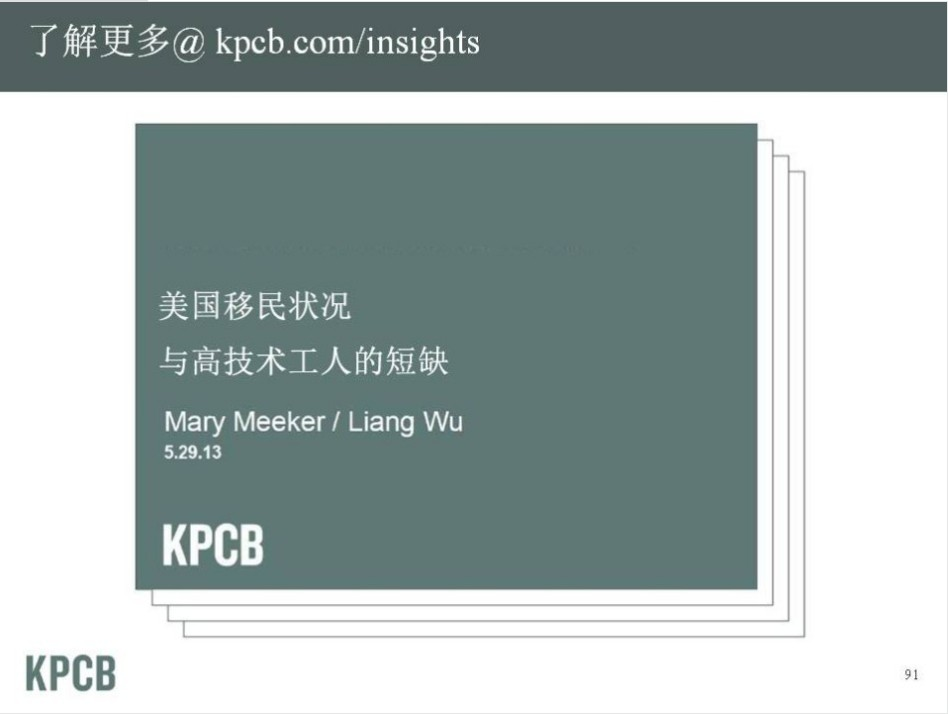 了解更多@ kpcb.com/insights
美国移民状况
与高技术工人的短缺
Mary Meeker / Liang Wu
5.29.13
KPCB
KPCB
91